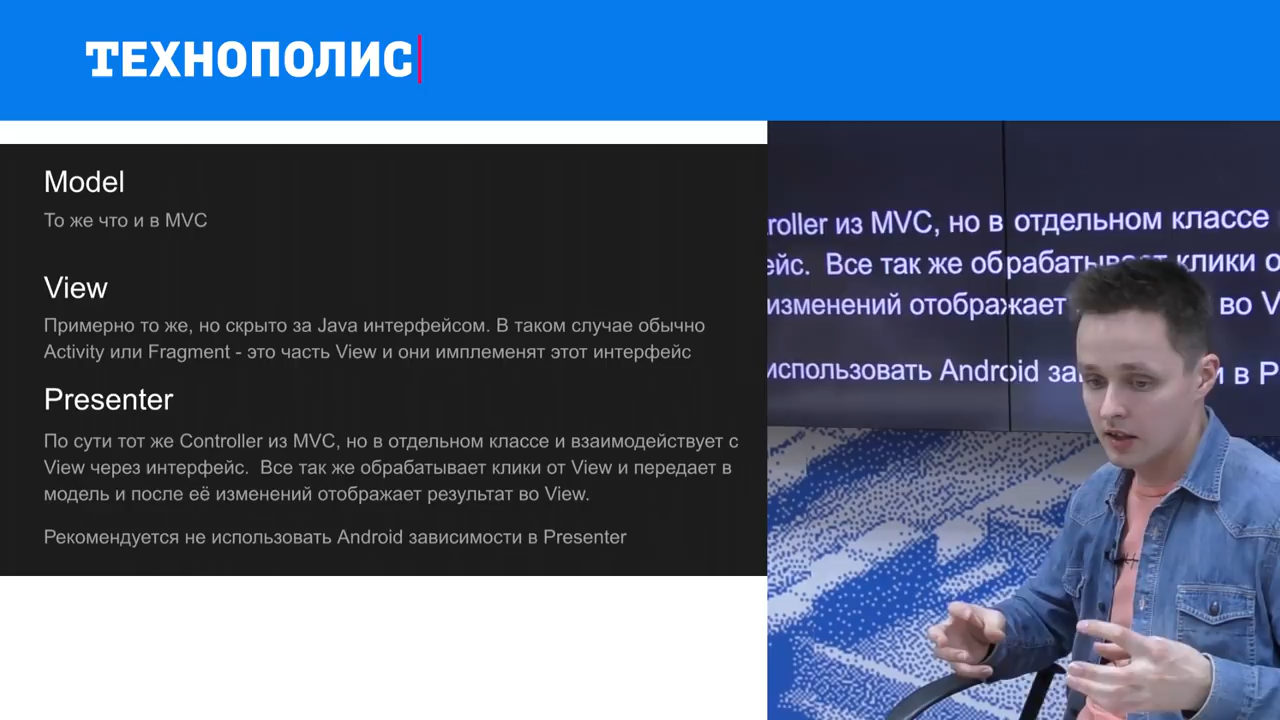 ТЕХНОПОЛИС
Model
То же что и в MVC
View
Примерно то же, но скрыто за Java интерфейсом. В таком случае обычно
Activity или Fragment - это часть View и они имплеменят этот интерфейс
Presenter
По сути тот же Controller из MVC, но в отдельном классе и взаимодействует с
View через интерфейс.  Все так же обрабатывает клики от View и передает в
модель и после её изменений отображает результат во View.
Рекомендуется не использовать Android зависимости в Presenter
из MVC, но в отдельном классе
Все так же обрабатывает клики
изменений отображает во
использовать Android в